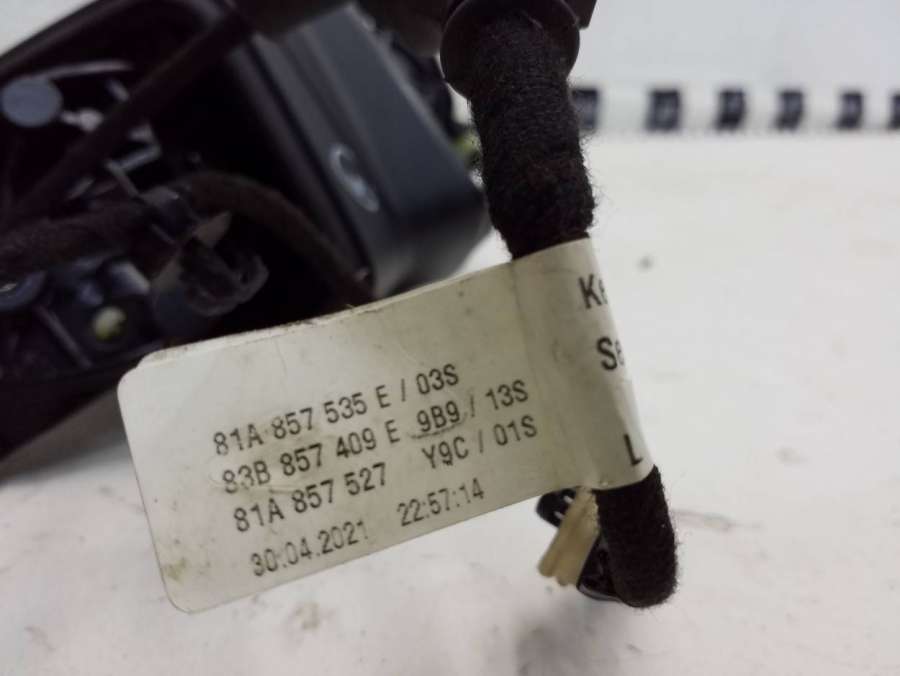 81A 857 535 E / 03S
83B 857 409 E 9B9 / 13S
81A 857 527 Y9C / 01S
30.04.2021 22:57:14
L